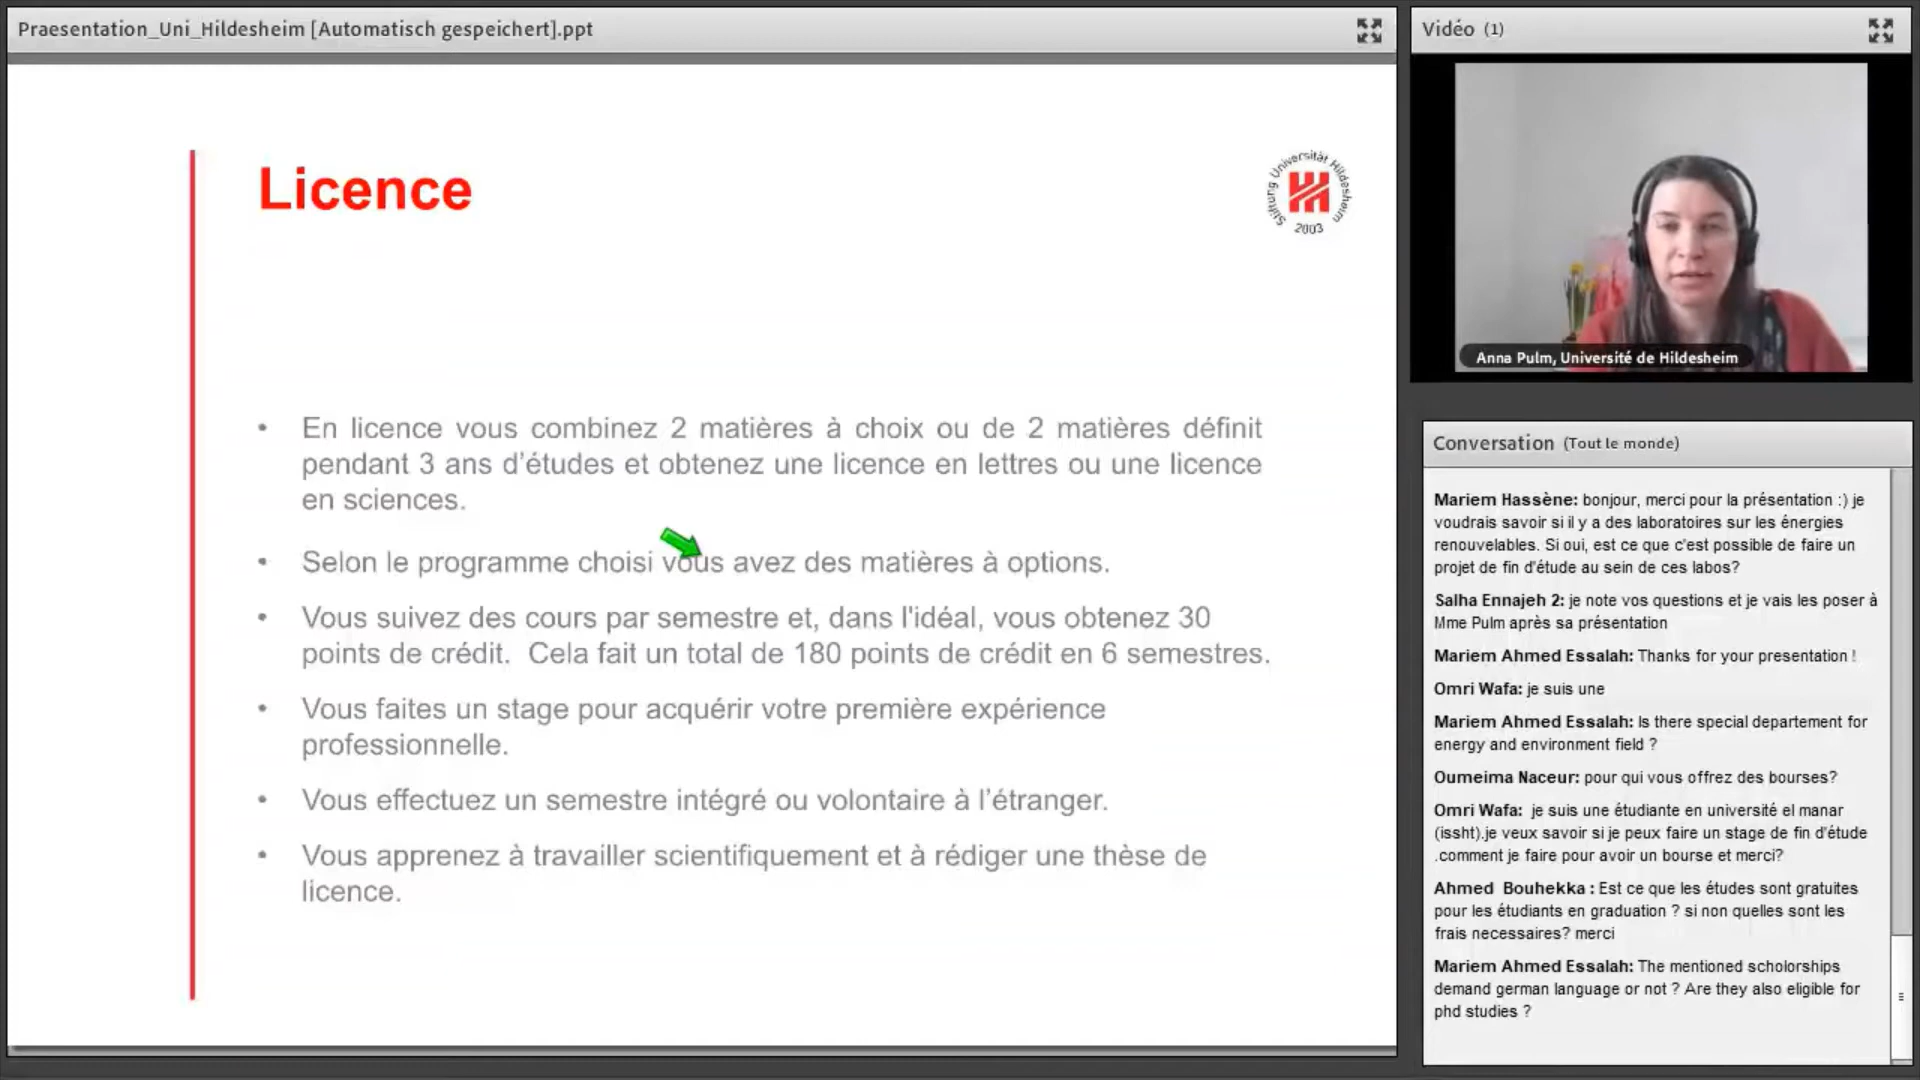 Praesentation_Uni_Hildesheim [Automatisch gespeichert].ppt
Licence
Stiftung Universität Hildesheim
2003
En licence vous combinez 2 matières à choix ou de 2 matières définit
pendant 3 ans d'études et obtenez une licence en lettres ou une licence
en sciences.
Selon le programme choisi vous avez des matières à options.
Vous suivez des cours par semestre et, dans l'idéal, vous obtenez 30
points de crédit. Cela fait un total de 180 points de crédit en 6 semestres.
Vous faites un stage pour acquérir votre première expérience
professionnelle.
Vous effectuez un semestre intégré ou volontaire à l'étranger.
Vous apprenez à travailler scientifiquement et à rédiger une thèse de
licence.
Vidéo (1)
Anna Pulm, Université de Hildesheim
Conversation (Tout le monde)
Mariem Hassène: bonjour, merci pour la présentation :) je
voudrais savoir si il y a des laboratoires sur les énergies
renouvelables. Si oui, est ce que c'est possible de faire un
projet de fin d'étude au sein de ces labos?
Salha Ennajeh 2: je note vos questions et je vais les poser à
Mme Pulm après sa présentation
Mariem Ahmed Essalah: Thanks for your presentation !
Omri Wafa: je suis une
Mariem Ahmed Essalah: Is there special departement for
energy and environment field ?
Oumeima Naceur: pour qui vous offrez des bourses?
Omri Wafa: je suis une étudiante en université el manar
(issht).je veux savoir si je peux faire un stage de fin d'étude
.comment je faire pour avoir un bourse et merci?
Ahmed Bouhekka : Est ce que les études sont gratuites
pour les étudiants en graduation ? si non quelles sont les
frais necessaires? merci
Mariem Ahmed Essalah: The mentioned scholorships
demand german language or not ? Are they also eligible for
phd studies ?